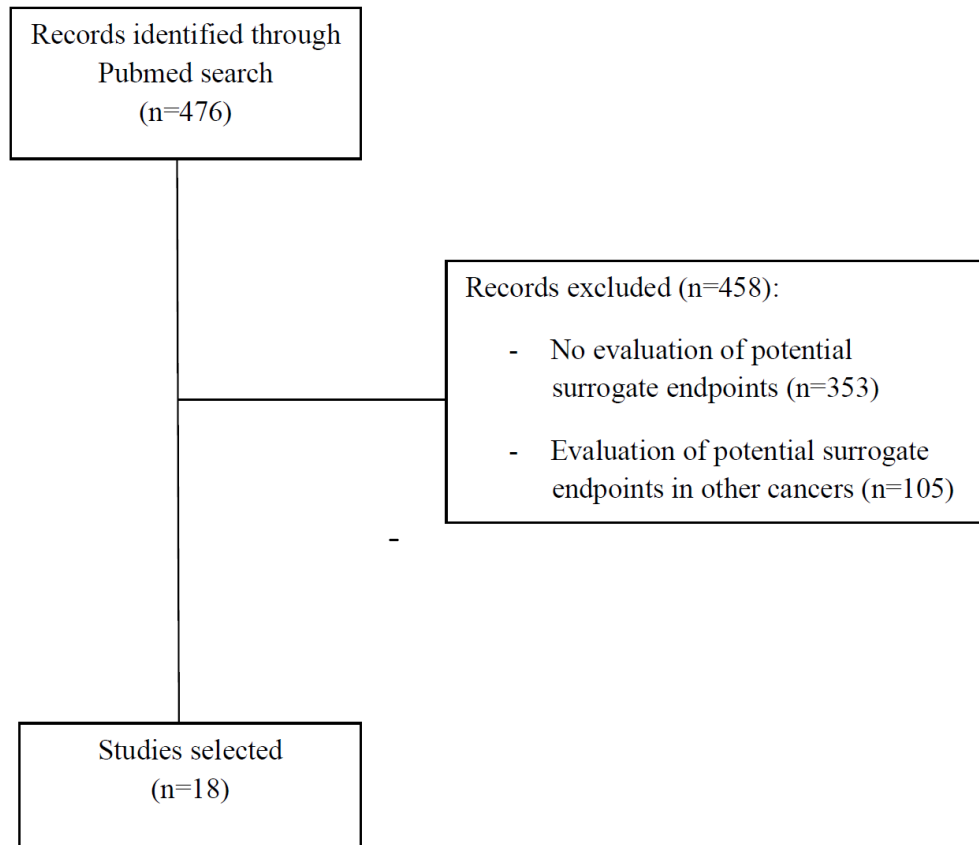 Records identified through
Pubmed search
(n=476)
Records excluded (n=458):
- No evaluation of potential
surrogate endpoints (n=353)
- Evaluation of potential surrogate
endpoints in other cancers (n=105)
-
Studies selected
(n=18)